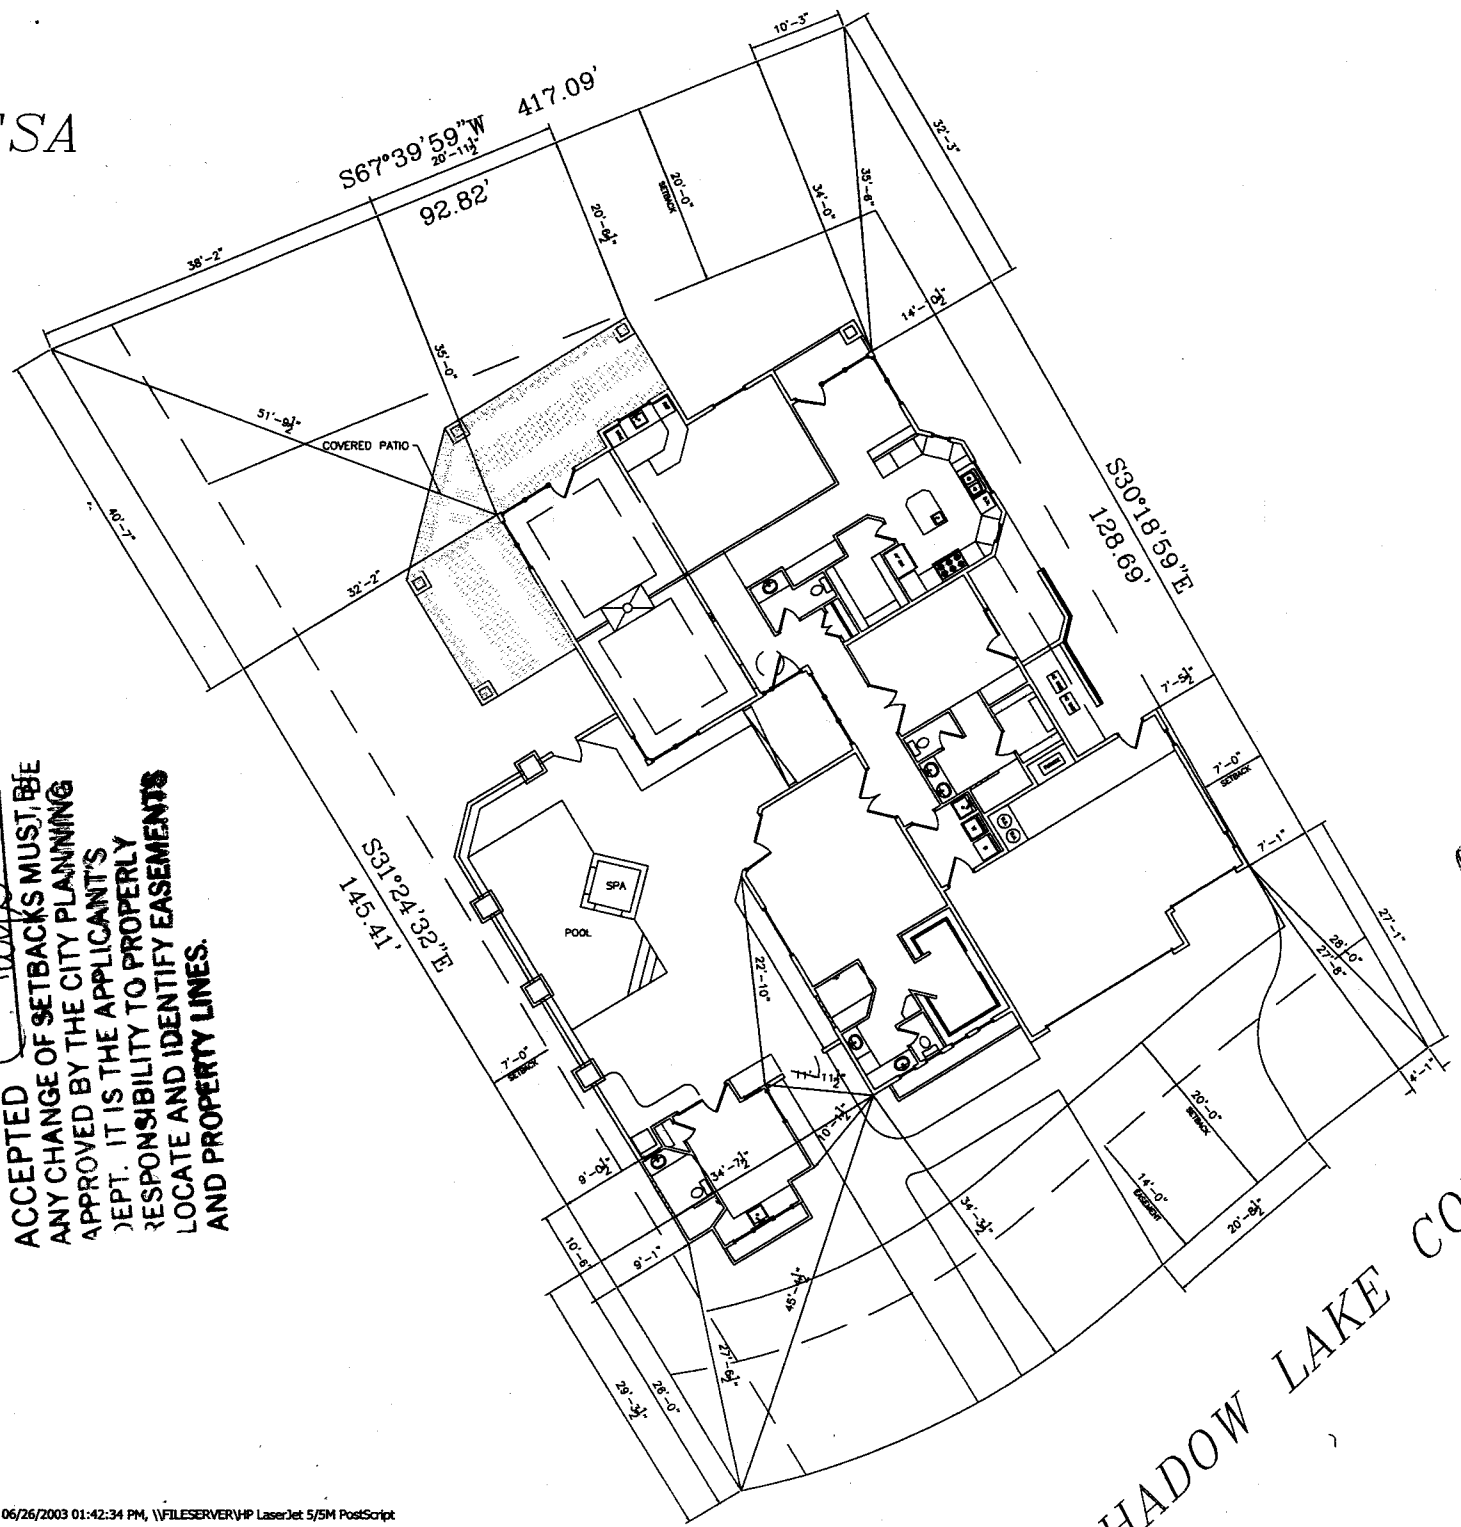 10'-3"
417.09'
S67°39'59"W
20'-11½"
92.82'
'SA
32'-3"
20'-0"
SETBACK
34'-0"
35'-6"
20'-6½"
38'-2"
14'-10½"
35'-0"
51'-9½"
COVERED PATIO
S30°18'59"E
128.69'
40'-7"
32'-2"
7'-5½"
7'-0"
SETBACK
7'-1"
S31°24'32"E
145.41'
SPA
POOL
22'-10"
27'-1"
28'-0"
27'-8"
4'-1"
7'-0"
SETBACK
11'-11½"
10'-1½"
20'-0"
SETBACK
9'-0½"
34'-7½"
14'-0"
EASEMENT
34'-3½"
20'-8½"
10'-6"
9'-1"
45'-4½"
27'-6½"
29'-3½"
26'-0"
ACCEPTED
ANY CHANGE OF SETBACKS MUST BE
APPROVED BY THE CITY PLANNING
DEPT. IT IS THE APPLICANT'S
RESPONSIBILITY TO PROPERLY
LOCATE AND IDENTIFY EASEMENTS
AND PROPERTY LINES.
HADOW LAKE CO
06/26/2003 01:42:34 PM, \\FILESERVER\HP LaserJet 5/5M PostScript